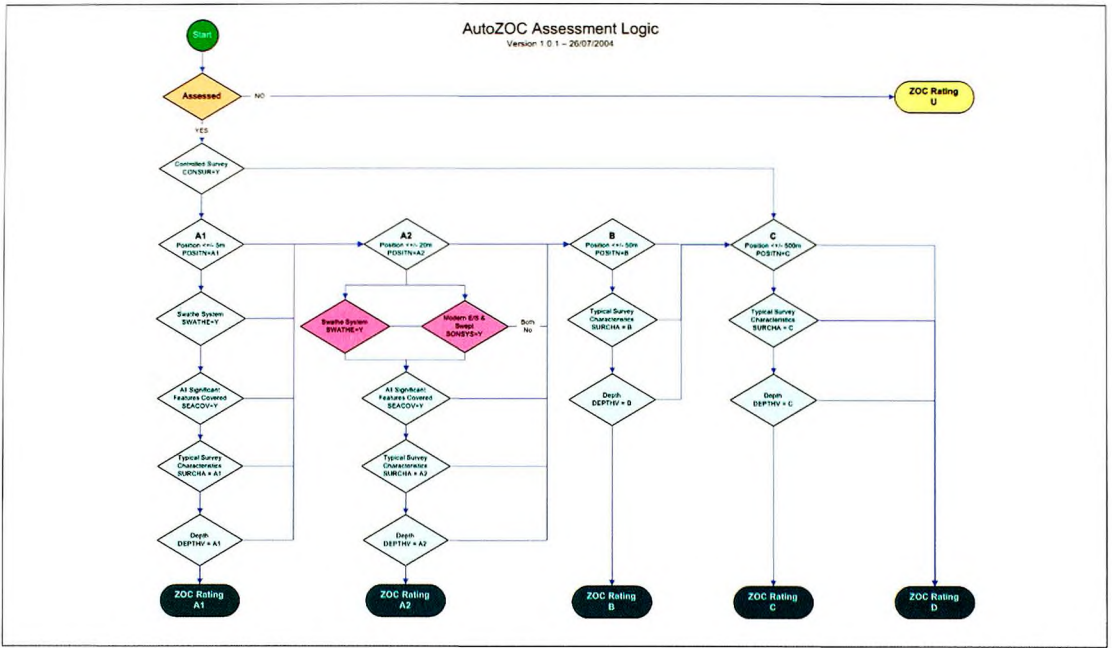 AutoZOC Assessment Logic
Version 1.0.1 – 26/07/2004
Start
Assessed
NO
ZOC Rating
U
YES
Controlled Survey
CONSUR=Y
A1
Position <+/- 5m
POSITN=A1
A2
Position <+/- 20m
POSITN=A2
B
Position <+/- 50m
POSITN=B
C
Position <+/- 500m
POSITN=C
Swathe System
SWATHE=Y
Swathe System
SWATHE=Y
Modern E/S &
Swept
SONSYS=Y
Both
No
Typical Survey
Characteristics
SURCHA = B
Typical Survey
Characteristics
SURCHA = C
All Significant
Features Covered
SEACOV=Y
All Significant
Features Covered
SEACOV=Y
Depth
DEPTHV = B
Depth
DEPTHV = C
Typical Survey
Characteristics
SURCHA = A1
Typical Survey
Characteristics
SURCHA = A2
Depth
DEPTHV = A1
Depth
DEPTHV = A2
ZOC Rating
A1
ZOC Rating
A2
ZOC Rating
B
ZOC Rating
C
ZOC Rating
D